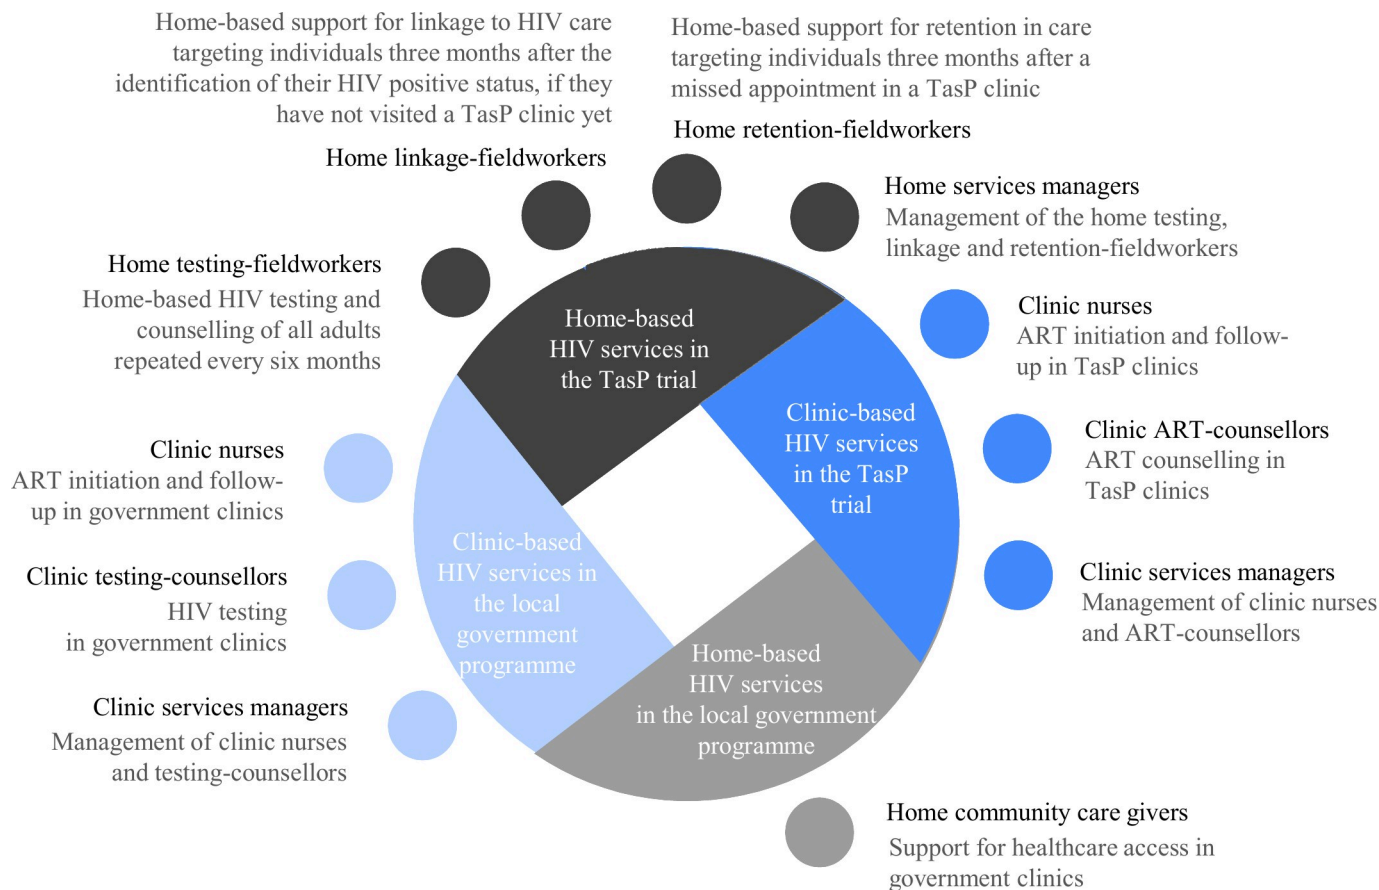 Home-based support for linkage to HIV care
targeting individuals three months after the
identification of their HIV positive status, if they
have not visited a TasP clinic yet
Home linkage-fieldworkers
Home-based support for retention in care
targeting individuals three months after a
missed appointment in a TasP clinic
Home retention-fieldworkers
Home services managers
Management of the home testing,
linkage and retention-fieldworkers
Home testing-fieldworkers
Home-based HIV testing and
counselling of all adults
repeated every six months
Home-based
HIV services in
the TasP trial
Clinic nurses
ART initiation and follow-
up in TasP clinics
Clinic-based
HIV services
in the TasP
trial
Clinic ART-counsellors
ART counselling in
TasP clinics
Clinic nurses
ART initiation and follow-
up in government clinics
Clinic-based
HIV services in
the local
government
programme
Clinic testing-counsellors
HIV testing
in government clinics
Clinic services managers
Management of clinic nurses
and ART-counsellors
Home-based
HIV services
in the local government
programme
Clinic services managers
Management of clinic nurses
and testing-counsellors
Home community care givers
Support for healthcare access in
government clinics